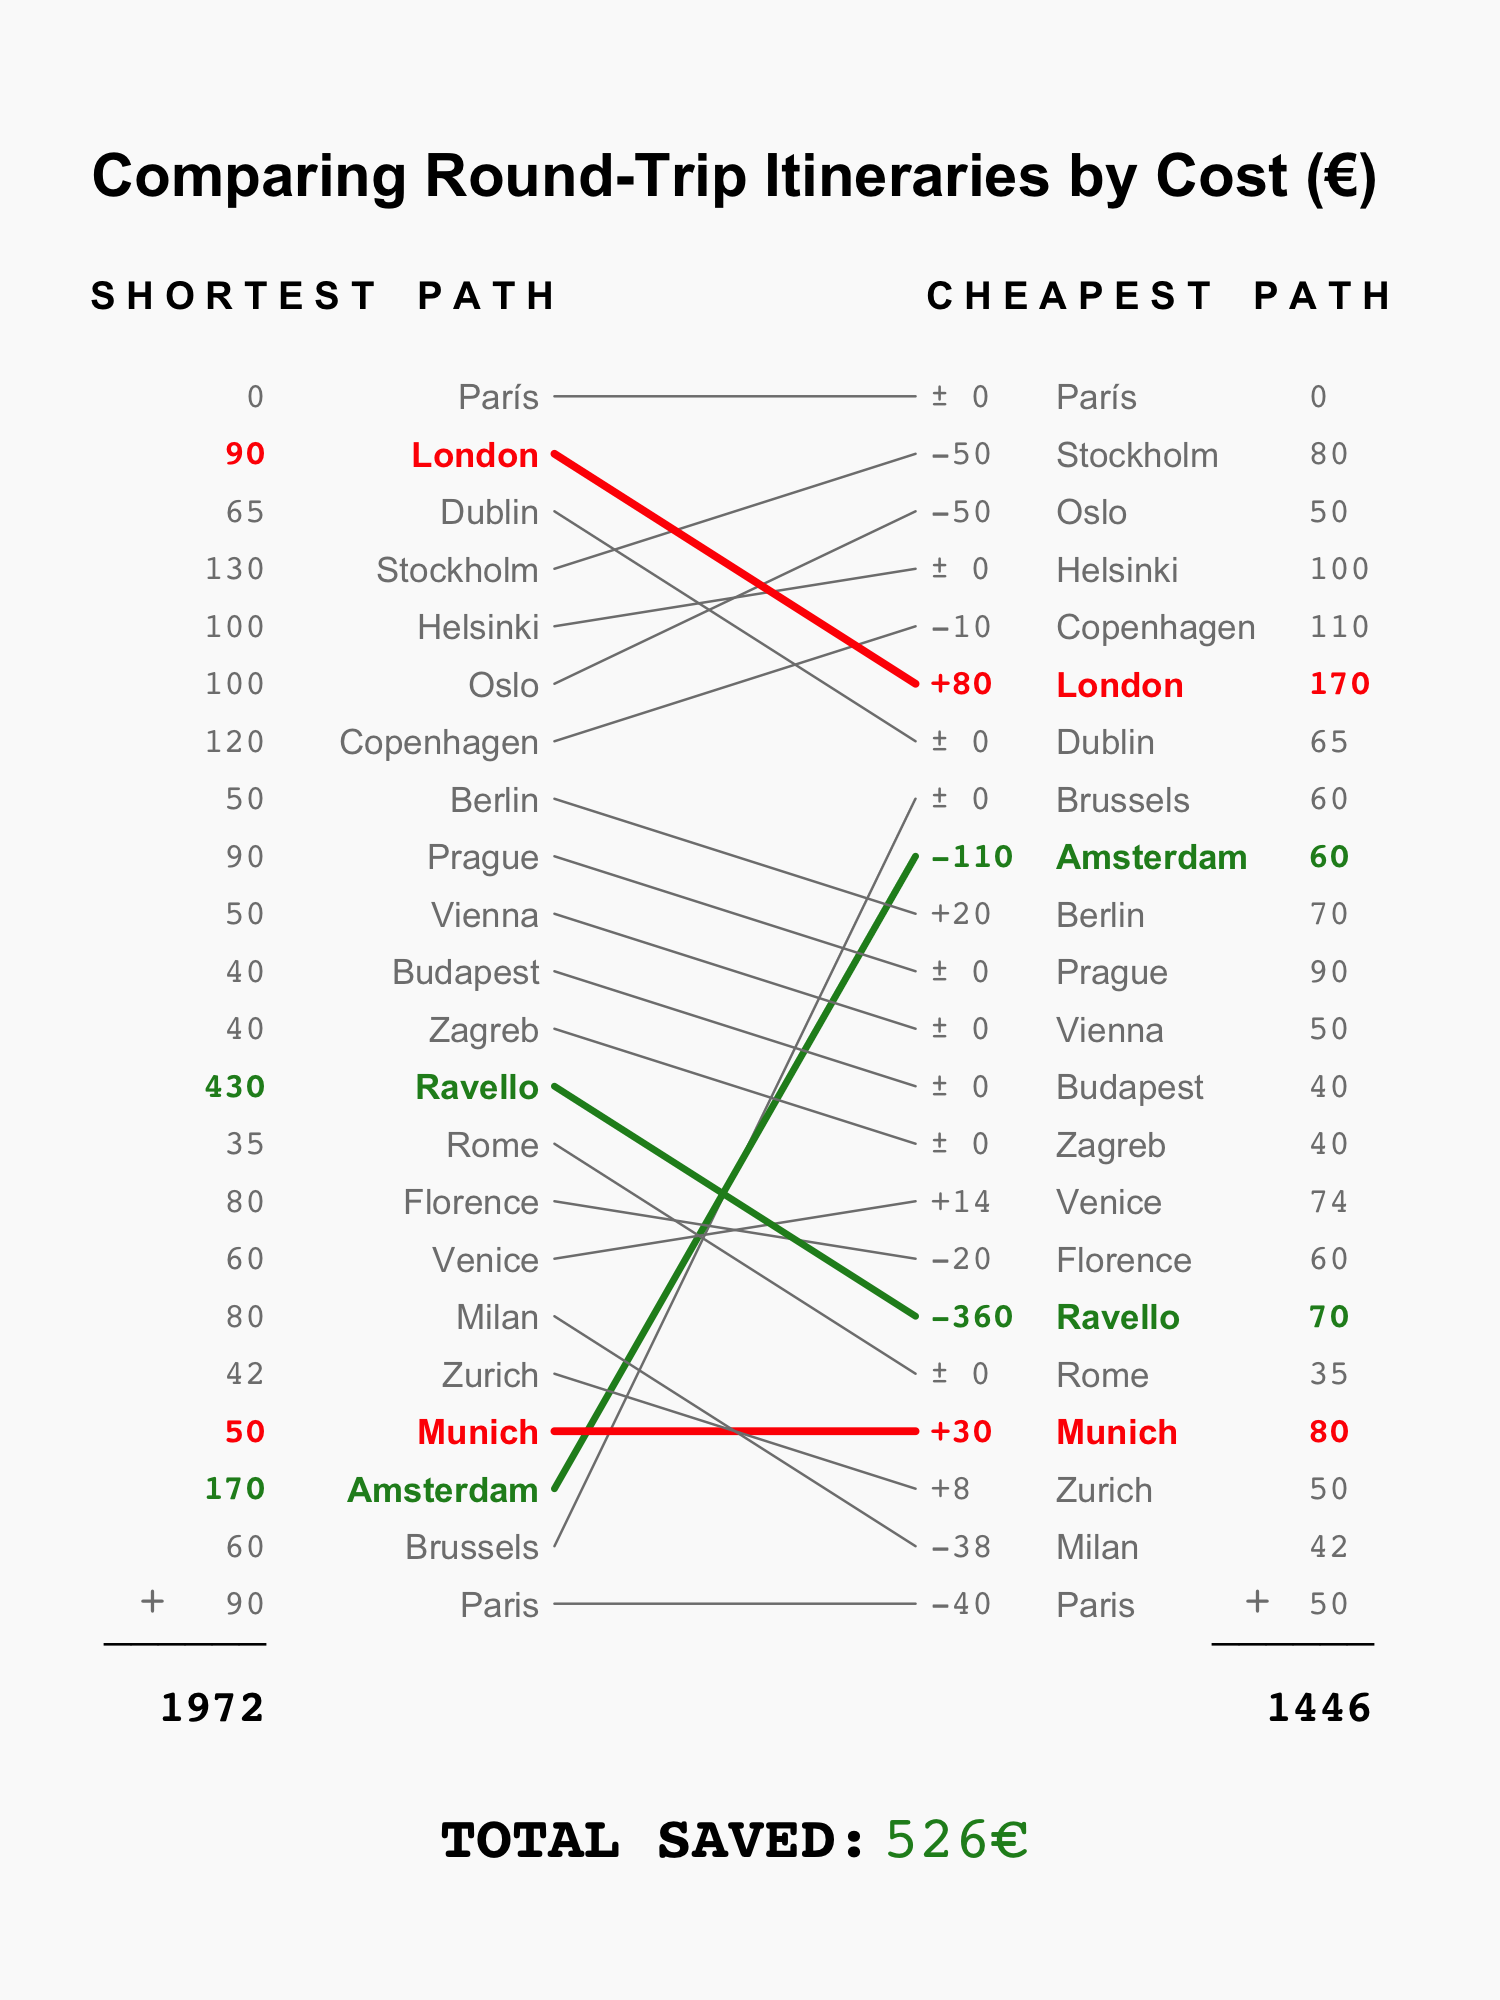 Comparing Round-Trip Itineraries by Cost (€)
SHORTEST PATH CHEAPEST PATH
0 París ± 0 París 0
90 London −50 Stockholm 80
65 Dublin −50 Oslo 50
130 Stockholm ± 0 Helsinki 100
100 Helsinki −10 Copenhagen 110
100 Oslo +80 London 170
120 Copenhagen ± 0 Dublin 65
50 Berlin ± 0 Brussels 60
90 Prague −110 Amsterdam 60
50 Vienna +20 Berlin 70
40 Budapest ± 0 Prague 90
40 Zagreb ± 0 Vienna 50
430 Ravello ± 0 Budapest 40
35 Rome ± 0 Zagreb 40
80 Florence +14 Venice 74
60 Venice −20 Florence 60
80 Milan −360 Ravello 70
42 Zurich ± 0 Rome 35
50 Munich +30 Munich 80
170 Amsterdam +8 Zurich 50
60 Brussels −38 Milan 42
+ 90 Paris −40 Paris + 50
1972 1446
TOTAL SAVED: 526€